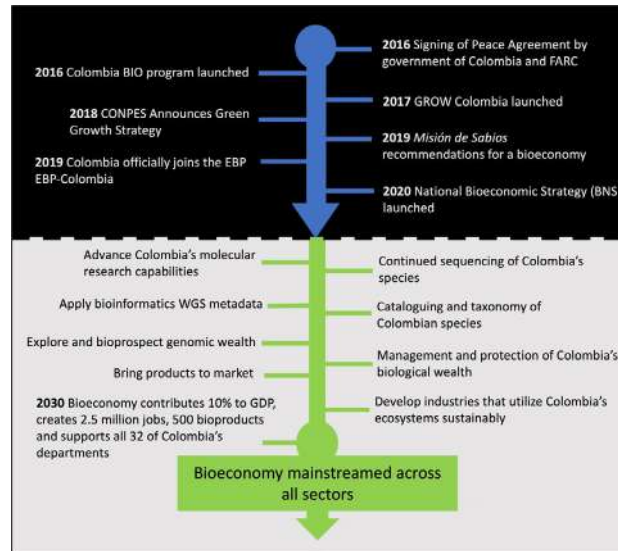 2016 Signing of Peace Agreement by
government of Colombia and FARC
2016 Colombia BIO program launched
2017 GROW Colombia launched
2018 CONPES Announces Green
Growth Strategy
2019 Misión de Sabios
recommendations for a bioeconomy
2019 Colombia officially joins the EBP
EBP-Colombia
2020 National Bioeconomic Strategy (BNS
launched
Advance Colombia's molecular
research capabilities
Continued sequencing of Colombia's
species
Apply bioinformatics WGS metadata
Cataloguing and taxonomy of
Colombian species
Explore and bioprospect genomic wealth
Management and protection of Colombia's
biological wealth
Bring products to market
2030 Bioeconomy contributes 10% to GDP,
creates 2.5 million jobs, 500 bioproducts
and supports all 32 of Colombia's
departments
Develop industries that utilize Colombia's
ecosystems sustainably
Bioeconomy mainstreamed across
all sectors